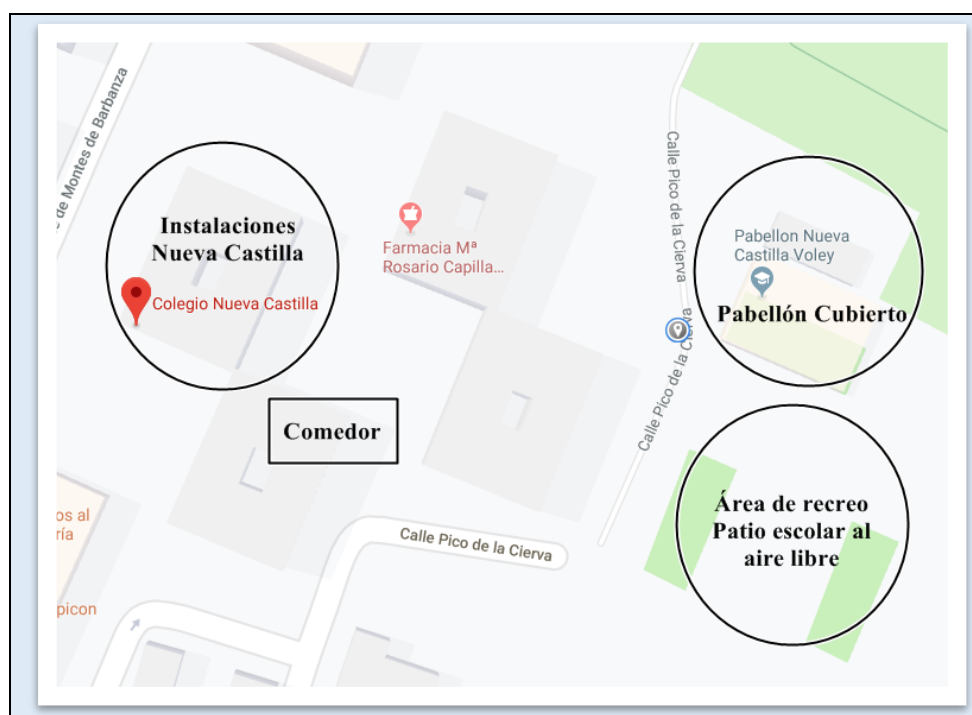 de Montes de Barbanza
Instalaciones
Nueva Castilla
Colegio Nueva Castilla
Farmacia Mª
Rosario Capilla...
Calle Pico de la Cierva
Pabellon Nueva
Castilla Voley
Pabellón Cubierto
Calle Pico de la Cierva
Comedor
Área de recreo
Patio escolar al
aire libre
os al
ría
Calle Pico de la Cierva
picon